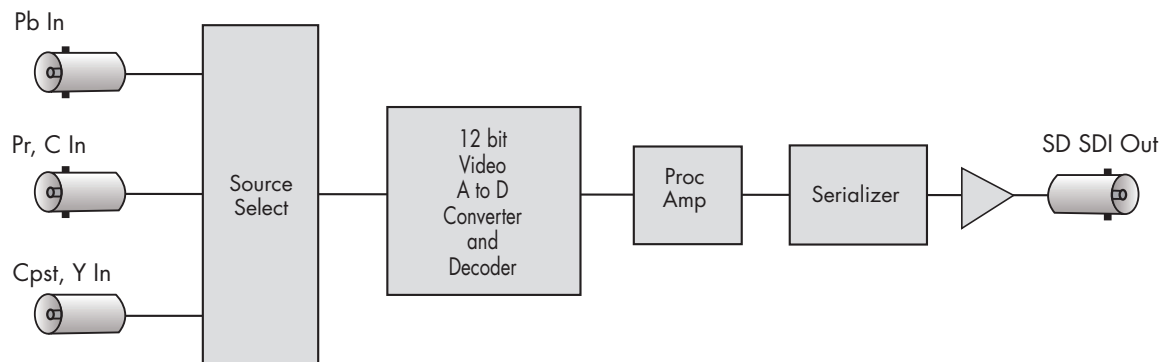 Pb In
Pr, C In
Cpst, Y In
Source
Select
12 bit
Video
A to D
Converter
and
Decoder
Proc
Amp
Serializer
SD SDI Out